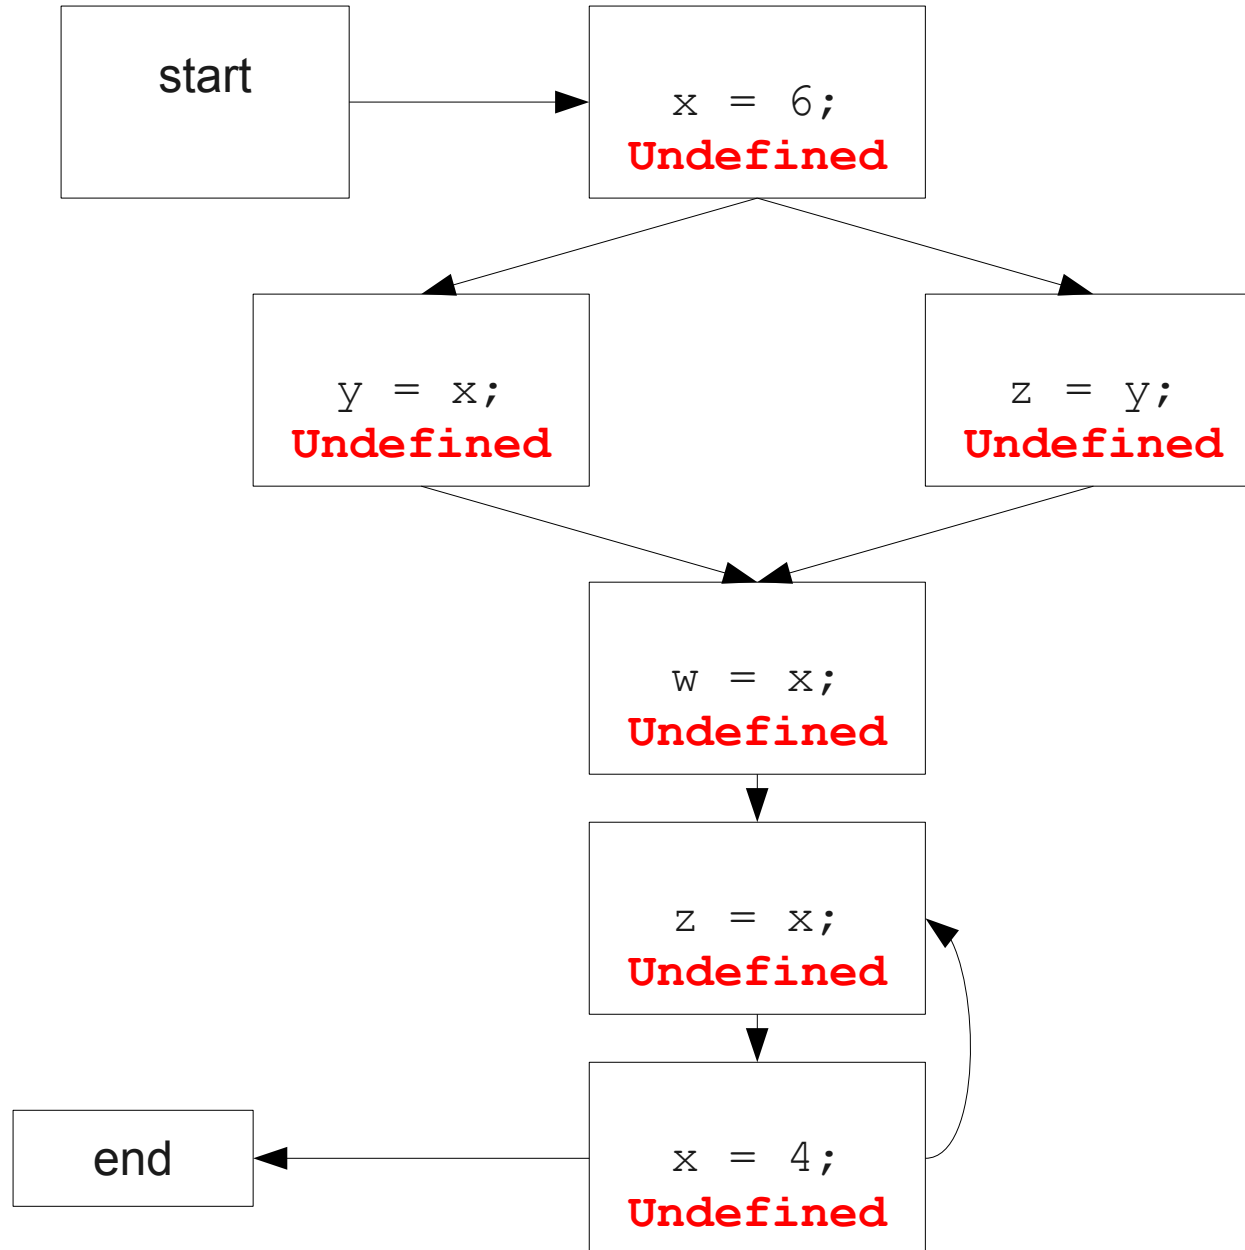 start
x = 6;
Undefined
y = x;
Undefined
z = y;
Undefined
w = x;
Undefined
z = x;
Undefined
end
x = 4;
Undefined